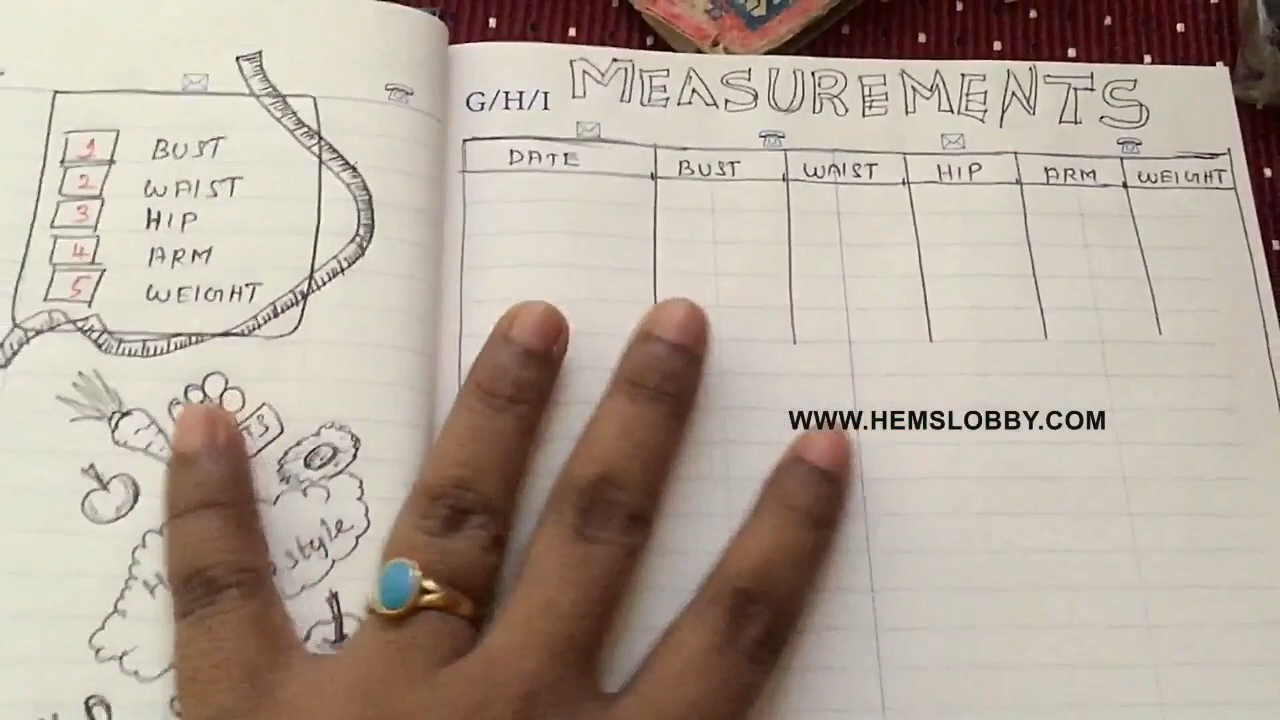 1 BUST
2 WAIST
3 HIP
4 ARM
5 WEIGHT
style
G/H/I MEASUREMENTS
DATE BUST WAIST HIP ARM WEIGHT
WWW.HEMSLOBBY.COM